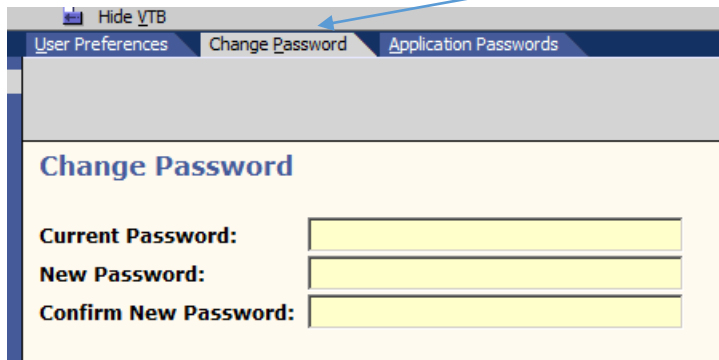 Hide VTB
User Preferences Change Password Application Passwords
Change Password
Current Password:
New Password:
Confirm New Password: